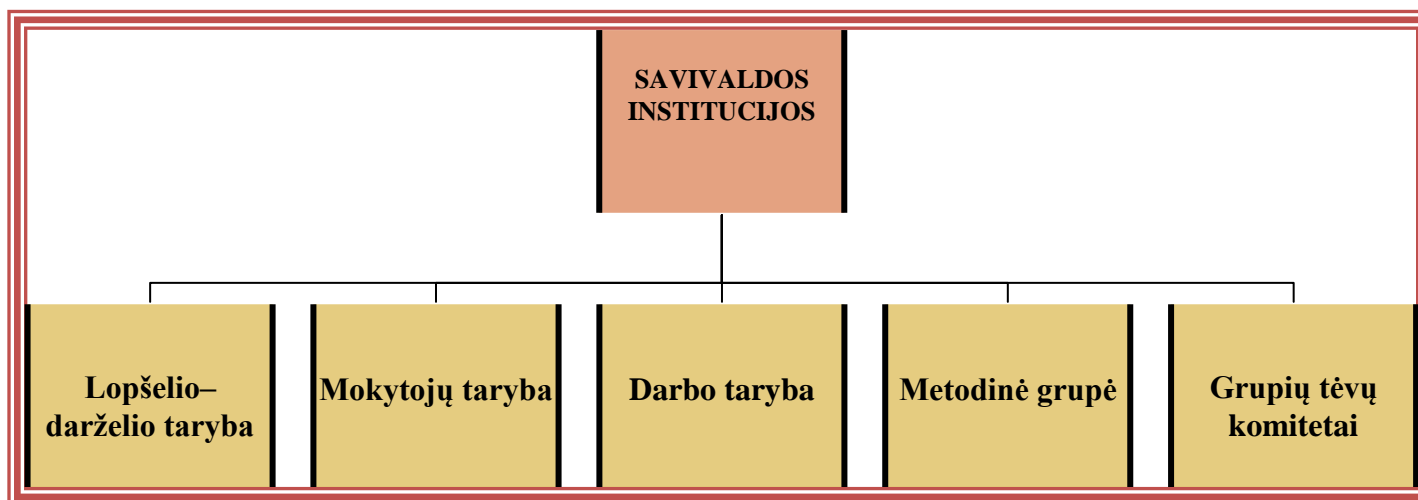 SAVIVALDOS
INSTITUCIJOS
Lopšelio–
darželio taryba
Mokytojų taryba
Darbo taryba
Metodinė grupė
Grupių tėvų
komitetai